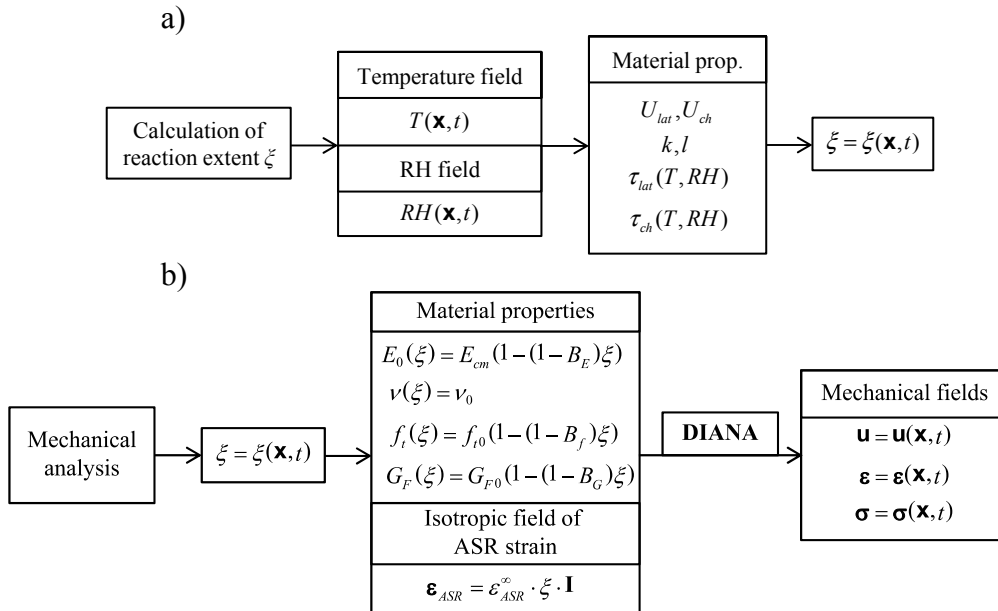 a)
Calculation of
reaction extent ξ
Temperature field
T(x,t)
RH field
RH(x,t)
Material prop.
U_lat, U_ch
k,l
τ_lat(T,RH)
τ_ch(T,RH)
ξ = ξ(x,t)
b)
Mechanical
analysis
ξ = ξ(x,t)
Material properties
E_0(ξ) = E_cm(1−(1−B_E)ξ)
ν(ξ) = ν_0
f_t(ξ) = f_t0(1−(1−B_f)ξ)
G_F(ξ) = G_F0(1−(1−B_G)ξ)
Isotropic field of
ASR strain
ε_ASR = ε_ASR^∞ · ξ · I
DIANA
Mechanical fields
u = u(x,t)
ε = ε(x,t)
σ = σ(x,t)